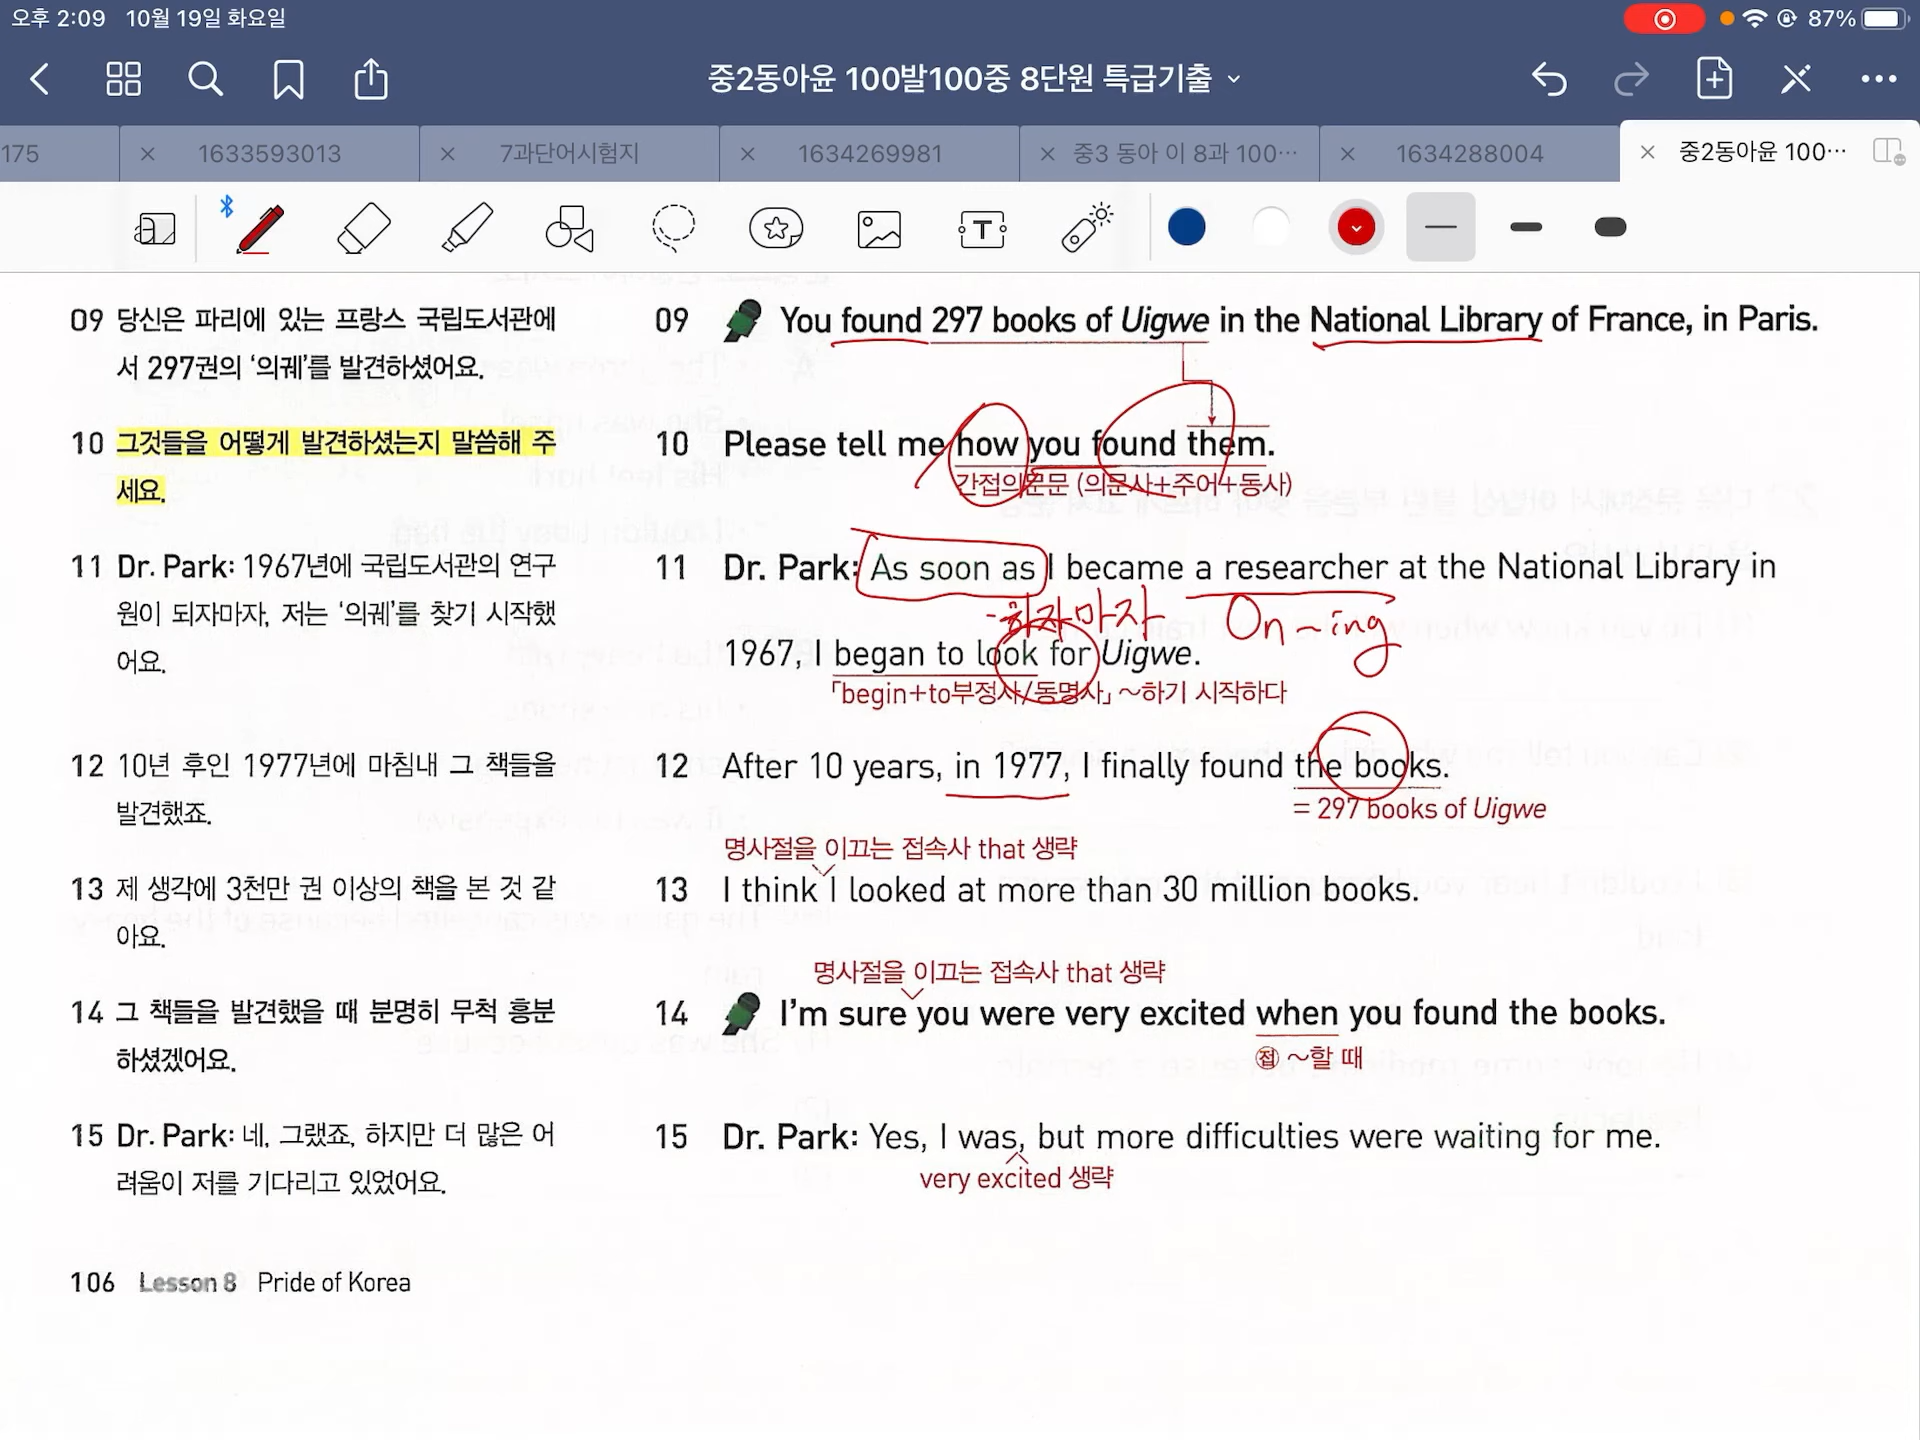 오후 2:09 10월 19일 화요일
87%
중2동아윤 100발100중 8단원 특급기출
175
1633593013
7과단어시험지
1634269981
중3 동아 이 8과 100…
1634288004
중2동아윤 100…
09 당신은 파리에 있는 프랑스 국립도서관에
서 297권의 '의궤'를 발견하셨어요.
09 You found 297 books of Uigwe in the National Library of France, in Paris.
10 그것들을 어떻게 발견하셨는지 말씀해 주
세요.
10 Please tell me how you found them.
간접의문문 (의문사+주어+동사)
11 Dr. Park: 1967년에 국립도서관의 연구
원이 되자마자, 저는 '의궤'를 찾기 시작했
어요.
11 Dr. Park: As soon as I became a researcher at the National Library in
-하자마자 On ~ing
1967, I began to look for Uigwe.
「begin+to부정사/동명사」 ~하기 시작하다
12 10년 후인 1977년에 마침내 그 책들을
발견했죠.
12 After 10 years, in 1977, I finally found the books.
= 297 books of Uigwe
13 제 생각에 3천만 권 이상의 책을 본 것 같
아요.
명사절을 이끄는 접속사 that 생략
13 I think I looked at more than 30 million books.
14 그 책들을 발견했을 때 분명히 무척 흥분
하셨겠어요.
명사절을 이끄는 접속사 that 생략
14 I'm sure you were very excited when you found the books.
접 ~할 때
15 Dr. Park: 네, 그랬죠, 하지만 더 많은 어
려움이 저를 기다리고 있었어요.
15 Dr. Park: Yes, I was, but more difficulties were waiting for me.
very excited 생략
106 Lesson 8 Pride of Korea